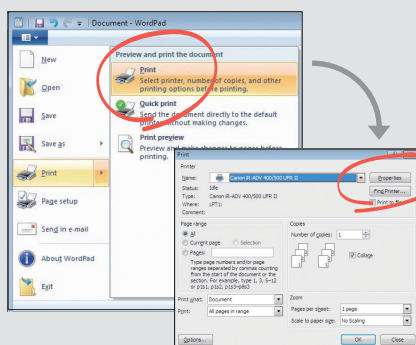 Document - WordPad
New
Open
Save
Save as
Print
Page setup
Send in e-mail
About WordPad
Exit
Preview and print the document
Print
Select printer, number of copies, and other
printing options before printing.
Quick print
Send the document directly to the default
printer without making changes.
Print preview
Preview and make changes to pages before
printing.
Print
Printer
Name: Canon iR-ADV 400/500 UFR II
Properties
Status: Idle
Find Printer...
Type: Canon iR-ADV 400/500 UFR II
Where: LPT1:
Print to file
Comment:
Page range
All
Current page Selection
Pages:
Type page numbers and/or page
ranges separated by commas counting
from the start of the document or the
section. For example, type 1, 3, 5–12
or p1s1, p1s2, p1s3–p8s3
Copies
Number of copies: 1
Collate
Print what: Document
Print: All pages in range
Zoom
Pages per sheet: 1 page
Scale to paper size: No Scaling
Options...
OK
Close